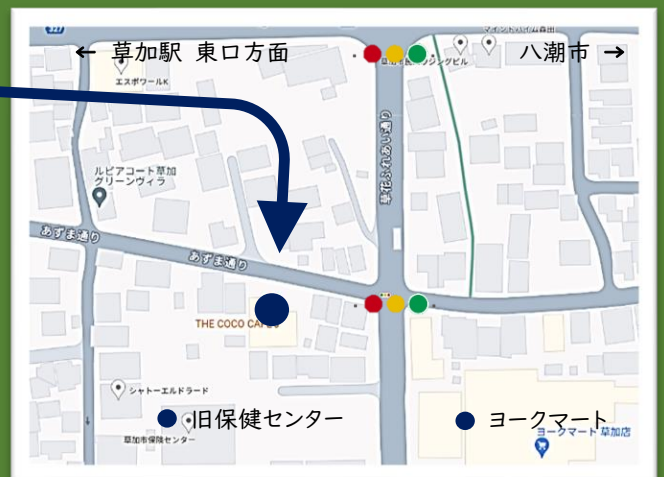 327
← 草加駅 東口方面
八潮市 →
エスポワールK
ルピアコート草加
グリーンヴィラ
草花ふれあい通り
あずま通り
あずま通り
THE COCO CAFE
シャトーエルドラード
旧保健センター
草加市保険センター
ヨークマート
ヨークマート 草加店